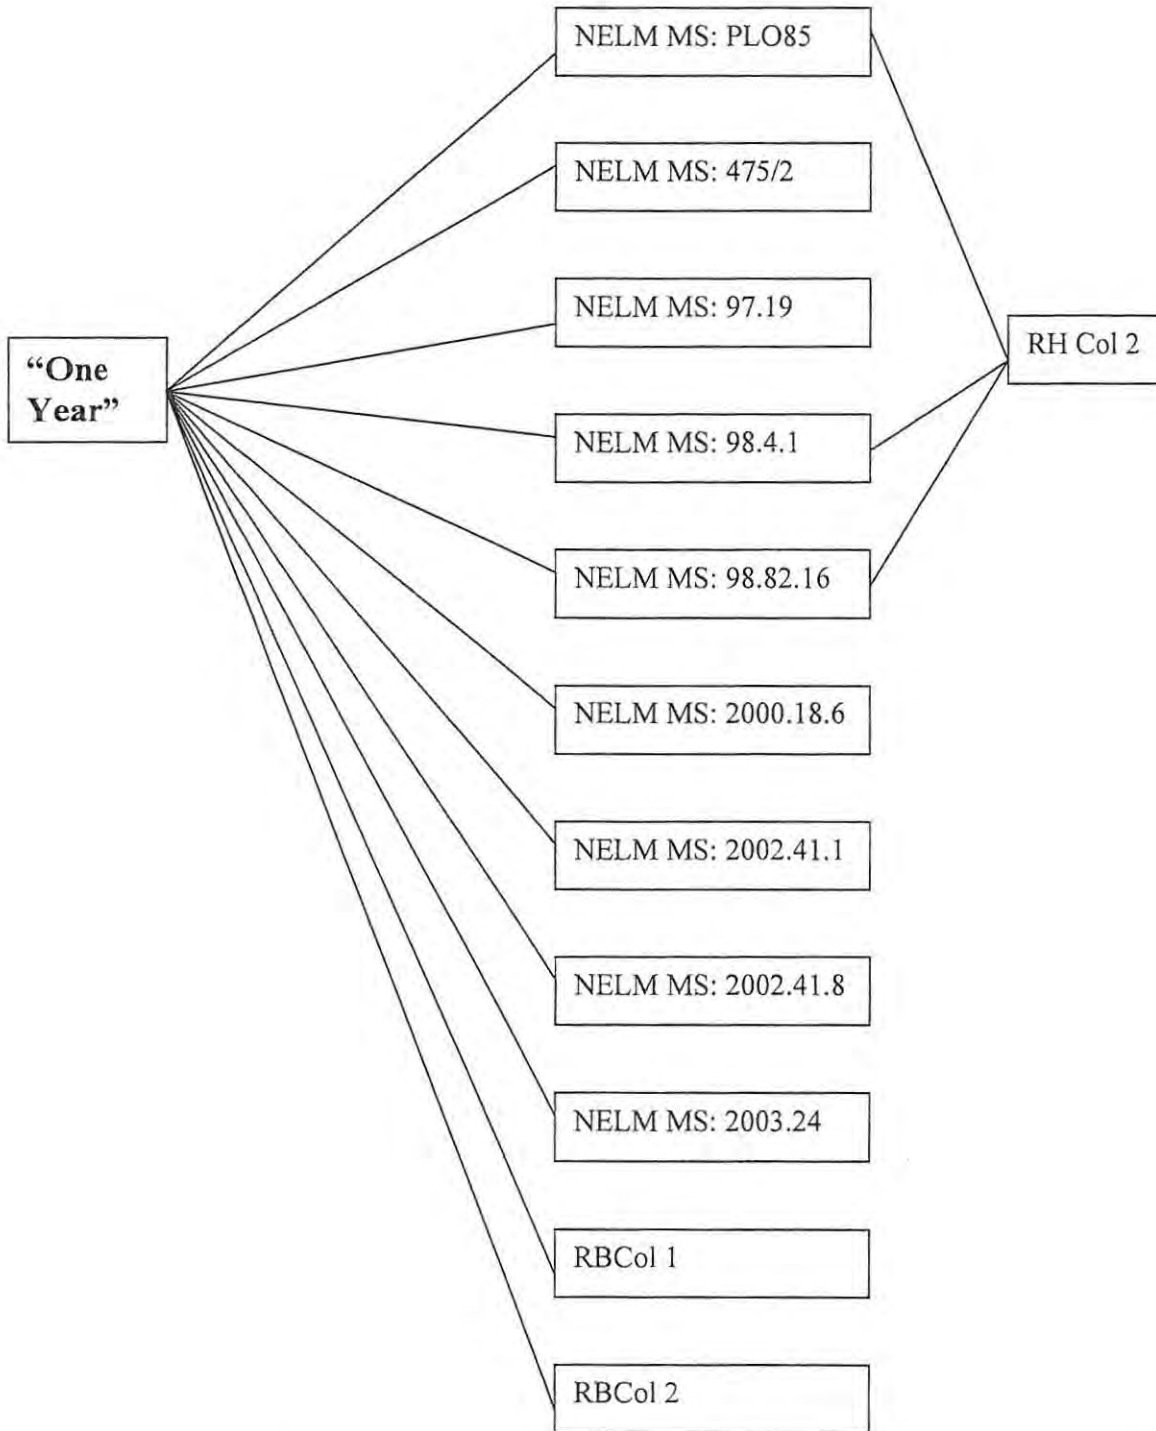 NELM MS: PLO85
NELM MS: 475/2
NELM MS: 97.19
“One
Year”
RH Col 2
NELM MS: 98.4.1
NELM MS: 98.82.16
NELM MS: 2000.18.6
NELM MS: 2002.41.1
NELM MS: 2002.41.8
NELM MS: 2003.24
RBCol 1
RBCol 2